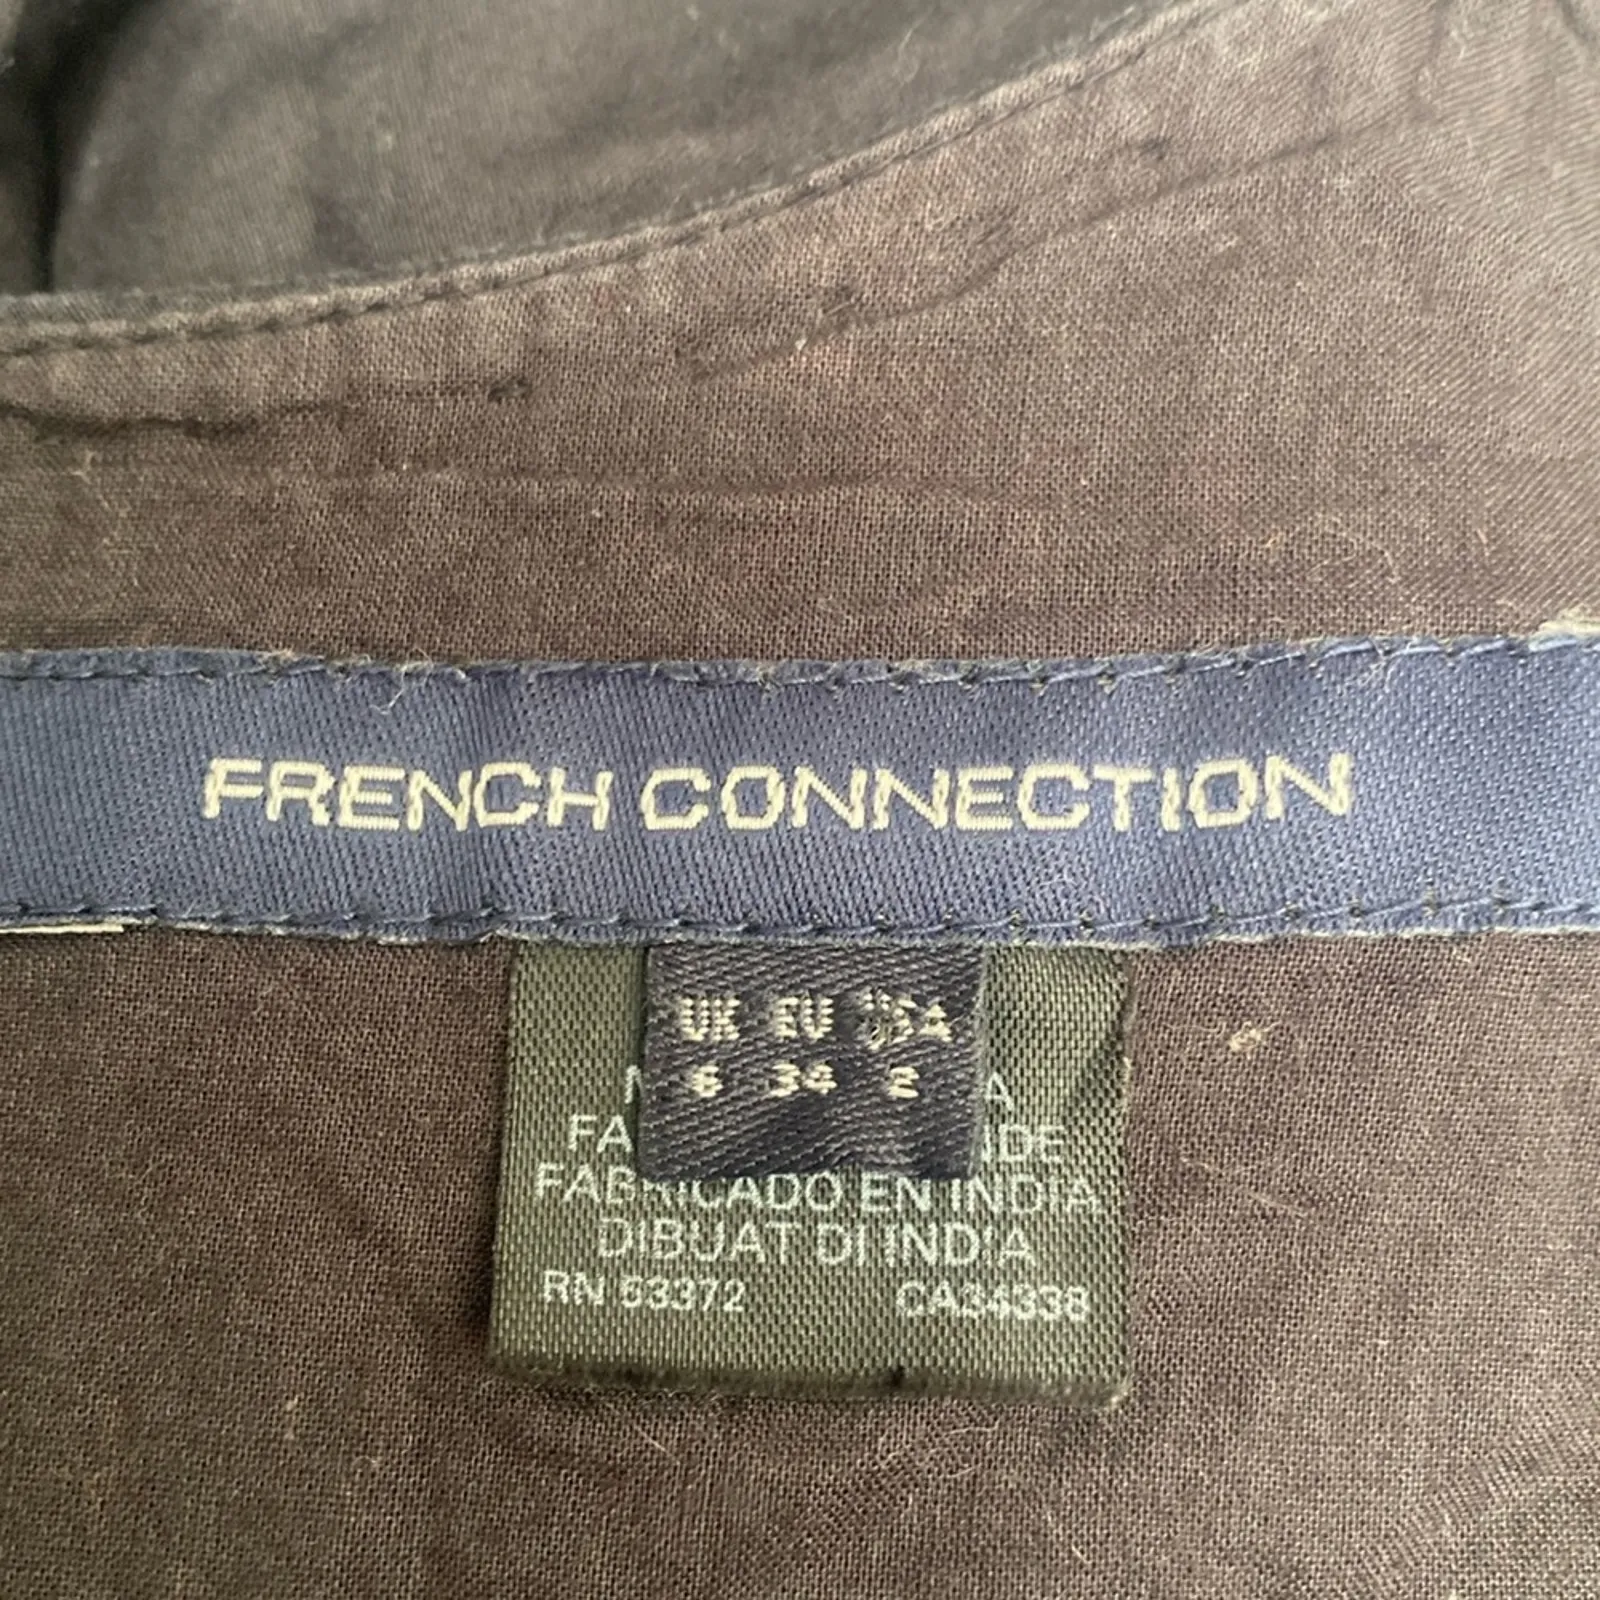 FRENCH CONNECTION
UK EU USA
6 34 2
FABRICADO EN INDIA
DIBUAT DI INDIA
RN 53372 CA34338